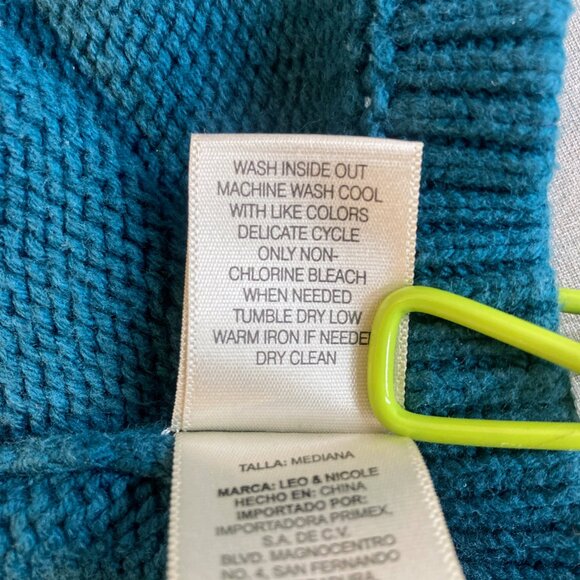 WASH INSIDE OUT
MACHINE WASH COOL
WITH LIKE COLORS
DELICATE CYCLE
ONLY NON-
CHLORINE BLEACH
WHEN NEEDED
TUMBLE DRY LOW
WARM IRON IF NEEDED
DRY CLEAN
TALLA: MEDIANA
MARCA: LEO & NICOLE
HECHO EN: CHINA
IMPORTADO POR:
IMPORTADORA PRIMEX
S.A. DE C.V.
BLVD. MAGNOCENTRO
NO. 4, SAN FERNANDO